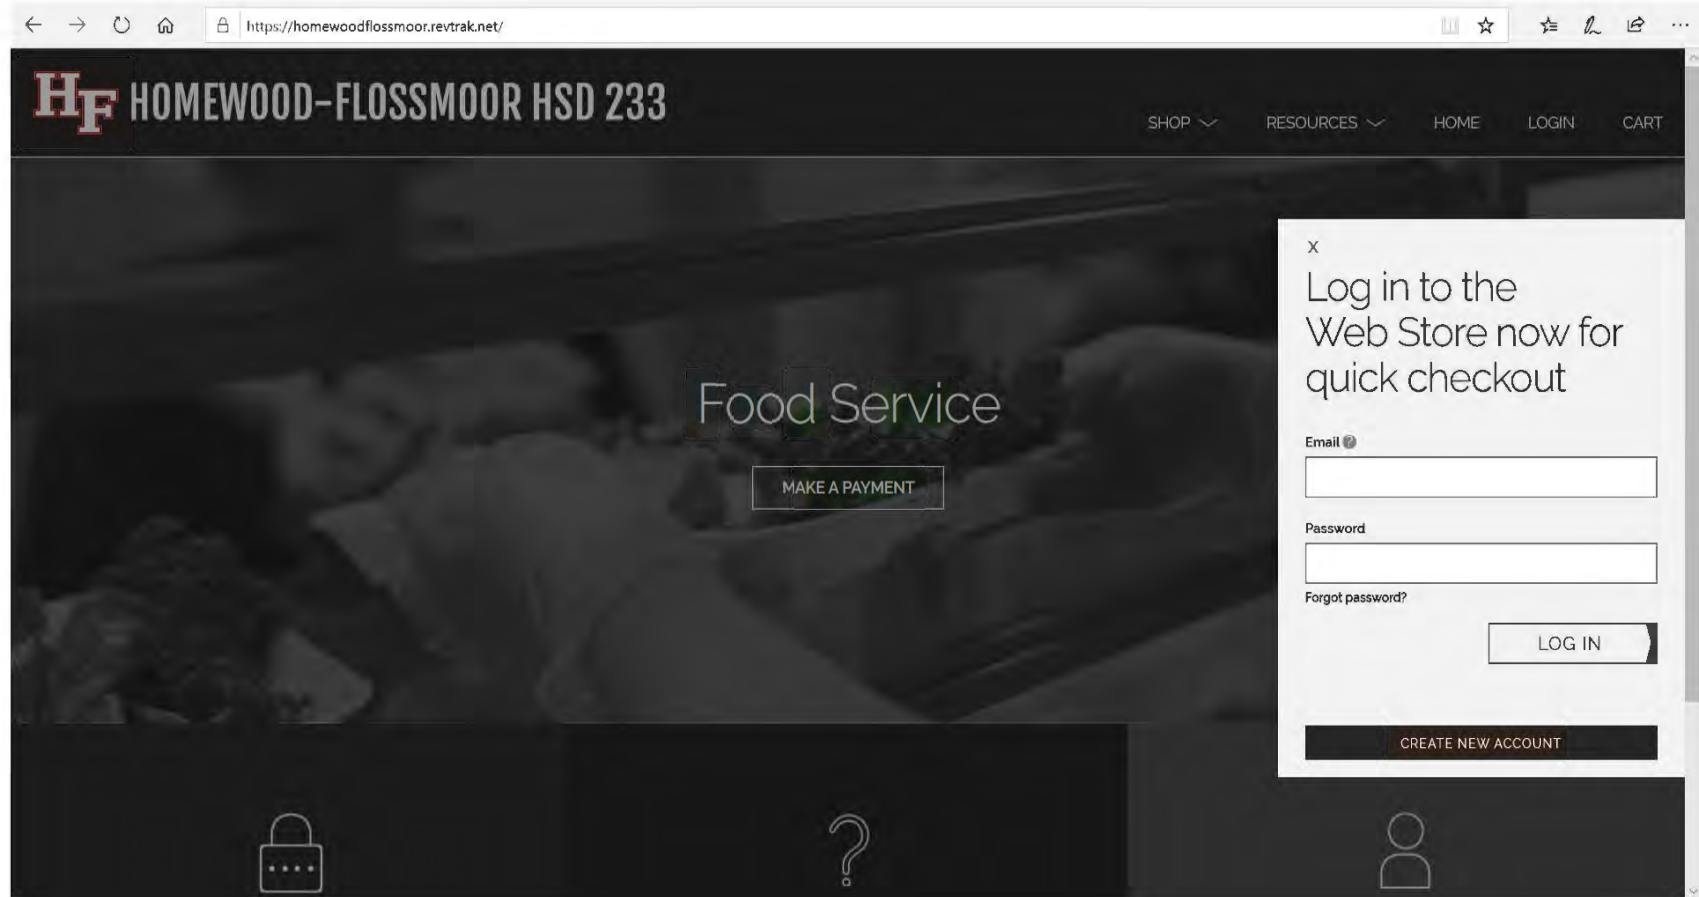 https://homewoodflossmoor.revtrak.net/
HF HOMEWOOD-FLOSSMOOR HSD 233
SHOP RESOURCES HOME LOGIN CART
Food Service
MAKE A PAYMENT
X
Log in to the
Web Store now for
quick checkout
Email ?
Password
Forgot password?
LOG IN
CREATE NEW ACCOUNT
?